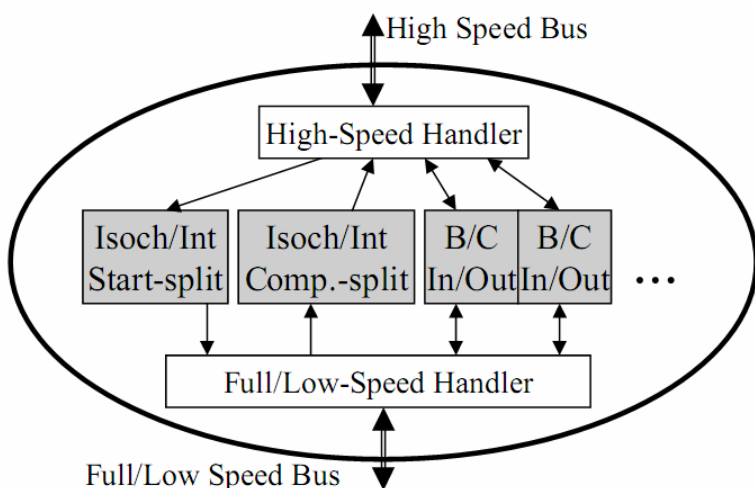 High Speed Bus
High-Speed Handler
Isoch/Int
Start-split
Isoch/Int
Comp.-split
B/C
In/Out
B/C
In/Out
...
Full/Low-Speed Handler
Full/Low Speed Bus